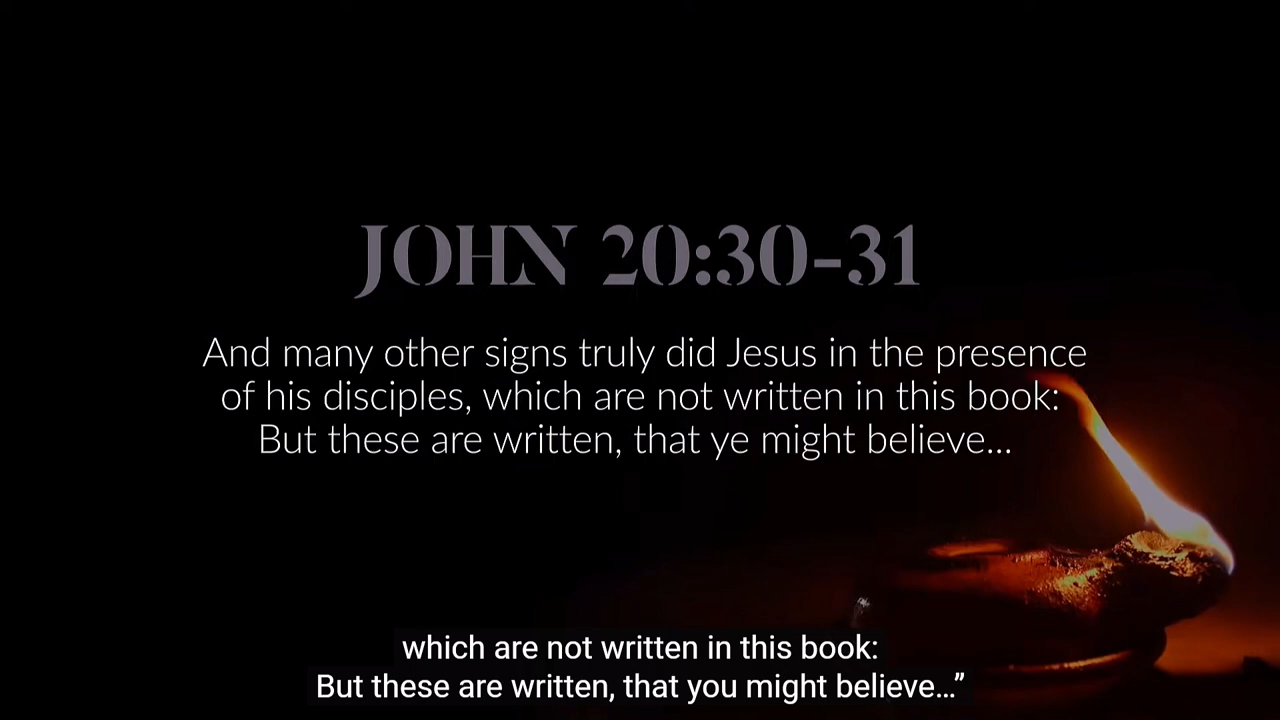 JOHN 20:30-31
And many other signs truly did Jesus in the presence
of his disciples, which are not written in this book:
But these are written, that ye might believe...
which are not written in this book:
But these are written, that you might believe...”